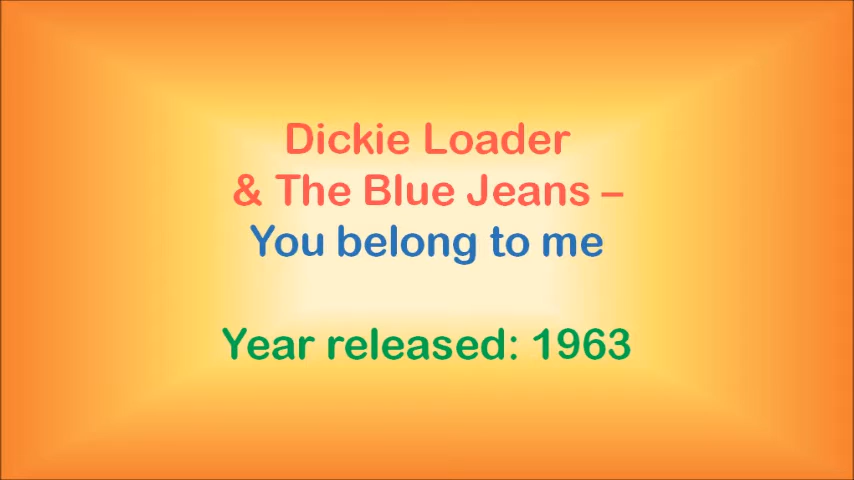 Dickie Loader
& The Blue Jeans –
You belong to me
Year released: 1963